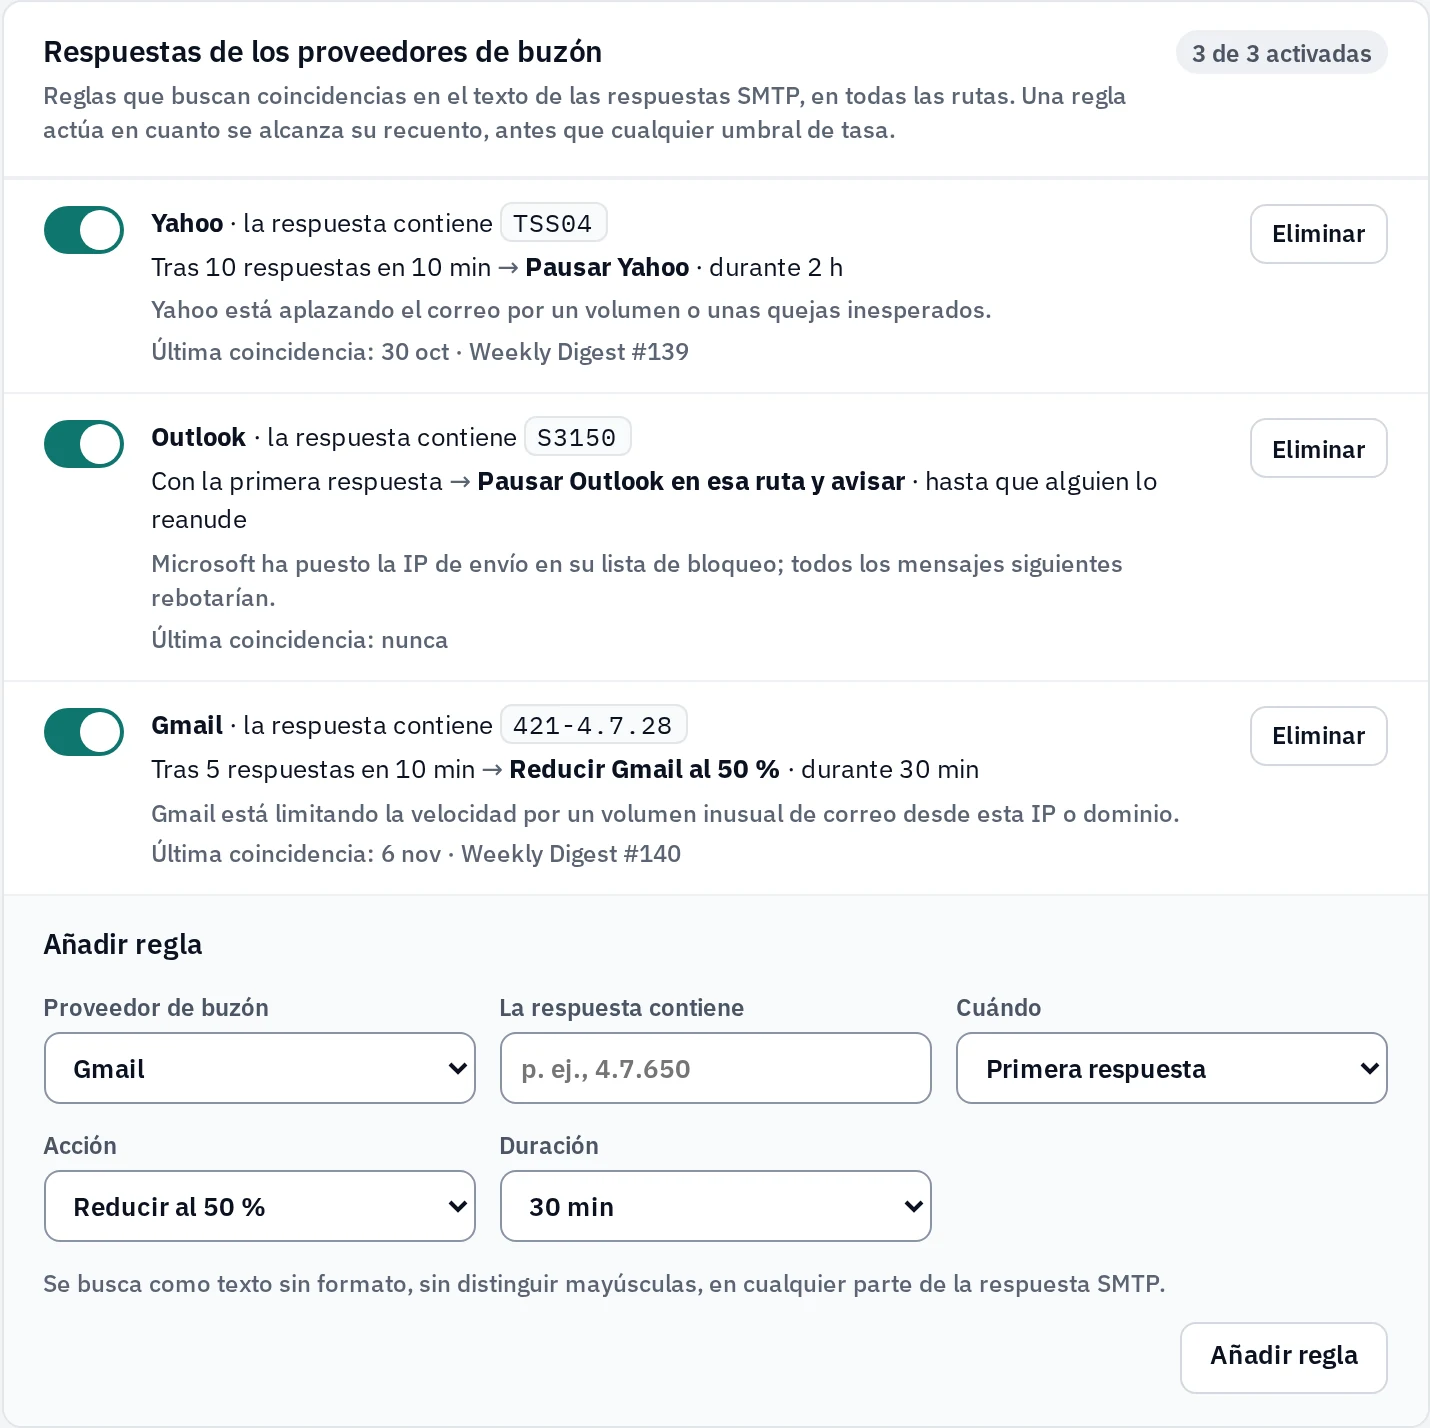 Respuestas de los proveedores de buzón
3 de 3 activadas
Reglas que buscan coincidencias en el texto de las respuestas SMTP, en todas las rutas. Una regla
actúa en cuanto se alcanza su recuento, antes que cualquier umbral de tasa.
Yahoo · la respuesta contiene TSS04
Eliminar
Tras 10 respuestas en 10 min → Pausar Yahoo · durante 2 h
Yahoo está aplazando el correo por un volumen o unas quejas inesperados.
Última coincidencia: 30 oct · Weekly Digest #139
Outlook · la respuesta contiene S3150
Eliminar
Con la primera respuesta → Pausar Outlook en esa ruta y avisar · hasta que alguien lo
reanude
Microsoft ha puesto la IP de envío en su lista de bloqueo; todos los mensajes siguientes
rebotarían.
Última coincidencia: nunca
Gmail · la respuesta contiene 421-4.7.28
Eliminar
Tras 5 respuestas en 10 min → Reducir Gmail al 50 % · durante 30 min
Gmail está limitando la velocidad por un volumen inusual de correo desde esta IP o dominio.
Última coincidencia: 6 nov · Weekly Digest #140
Añadir regla
Proveedor de buzón
La respuesta contiene
Cuándo
Gmail
p. ej., 4.7.650
Primera respuesta
Acción
Duración
Reducir al 50 %
30 min
Se busca como texto sin formato, sin distinguir mayúsculas, en cualquier parte de la respuesta SMTP.
Añadir regla